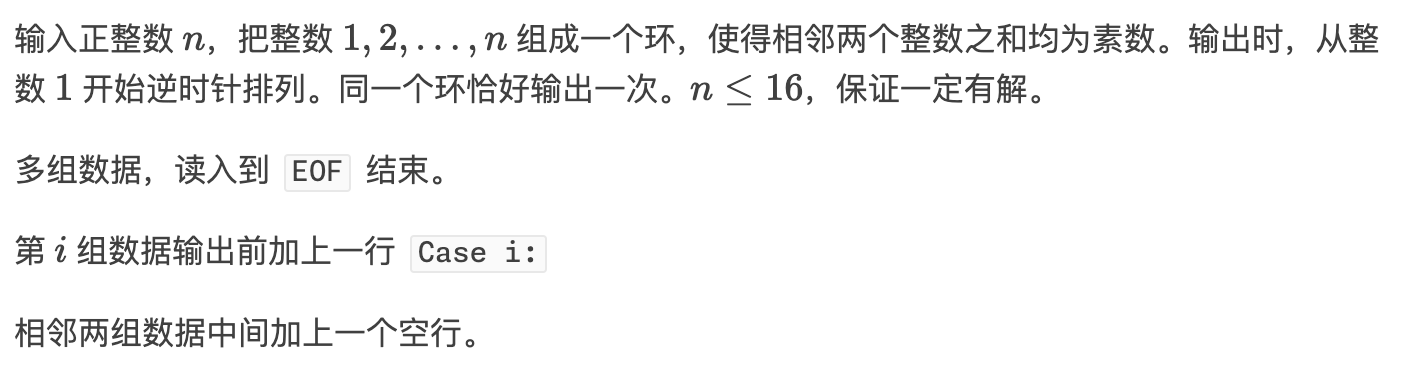 输入正整数 n，把整数 1, 2, . . . , n 组成一个环，使得相邻两个整数之和均为素数。输出时，从整
数 1 开始逆时针排列。同一个环恰好输出一次。n ≤ 16，保证一定有解。
多组数据，读入到 EOF 结束。
第 i 组数据输出前加上一行 Case i:
相邻两组数据中间加上一个空行。